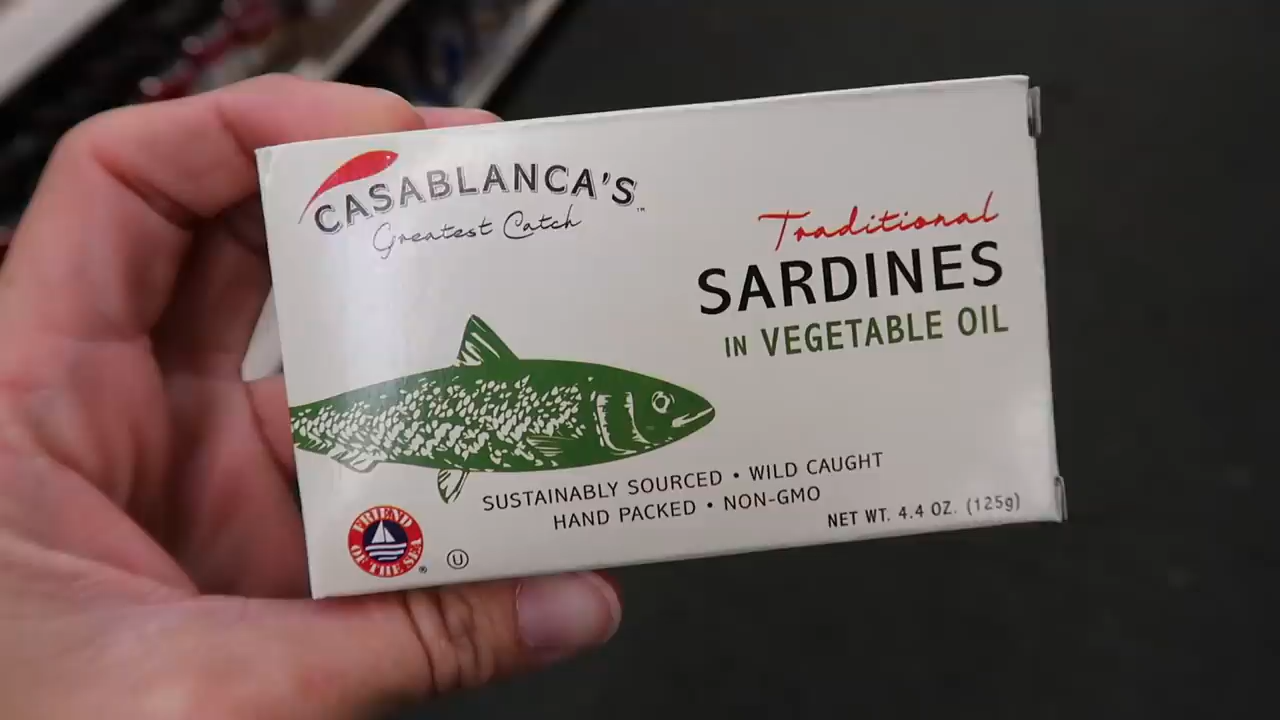 CASABLANCA'S™
Greatest Catch
Traditional
SARDINES
IN VEGETABLE OIL
SUSTAINABLY SOURCED • WILD CAUGHT
HAND PACKED • NON-GMO
NET WT. 4.4 OZ. (125g)
FRIEND
OF THE SEA®
U